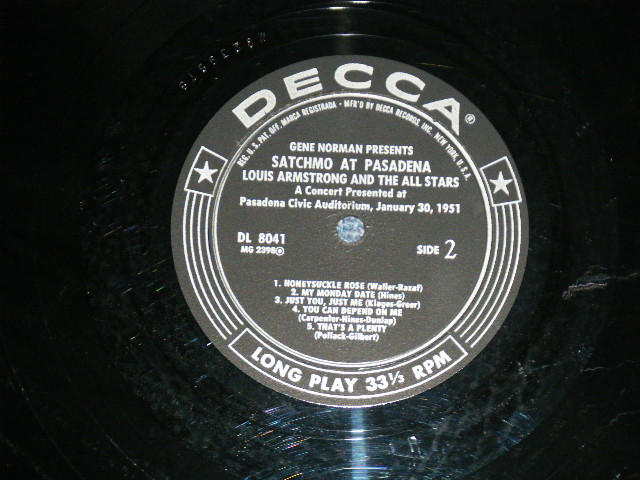 DECCA®
REG. U.S. PAT. OFF. MARCA REGISTRADA • MFR'D BY DECCA RECORDS, INC., NEW YORK, U.S.A.
GENE NORMAN PRESENTS
SATCHMO AT PASADENA
LOUIS ARMSTRONG AND THE ALL STARS
A Concert Presented at
Pasadena Civic Auditorium, January 30, 1951
DL 8041
MG 2398
SIDE 2
1. HONEYSUCKLE ROSE (Waller-Razaf)
2. MY MONDAY DATE (Hines)
3. JUST YOU, JUST ME (Klages-Greer)
4. YOU CAN DEPEND ON ME
(Carpenter-Hines-Dunlap)
5. THAT'S A PLENTY
(Pollack-Gilbert)
LONG PLAY 33⅓ RPM